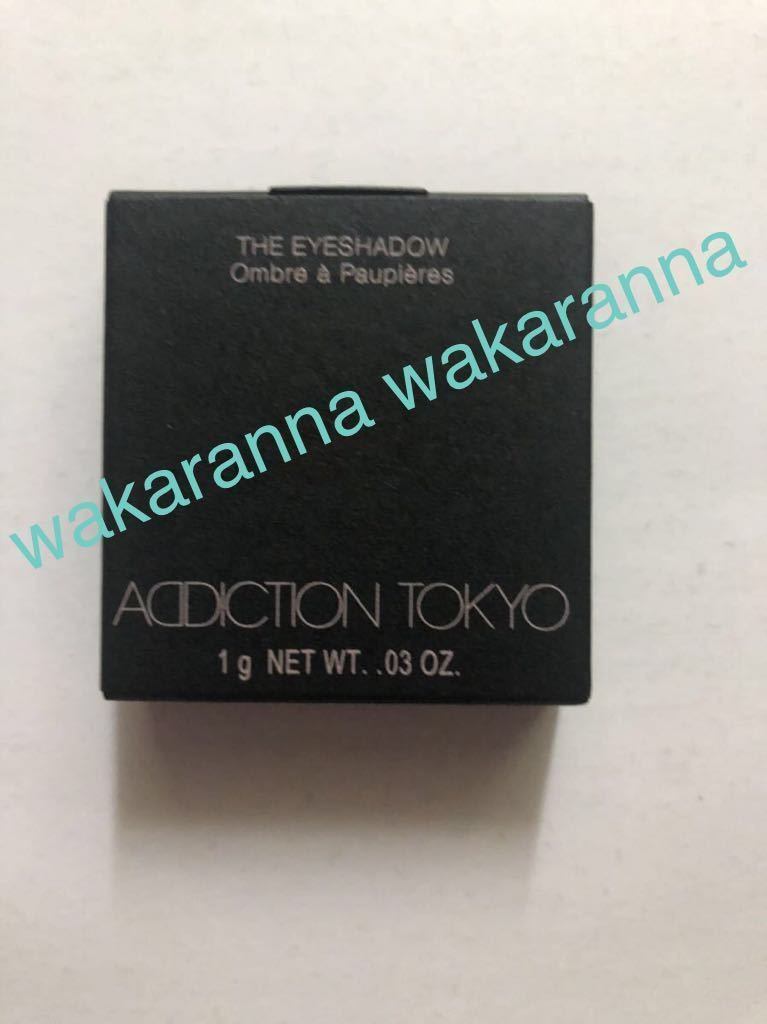 THE EYESHADOW
Ombre à Paupières
wakaranna wakaranna
ADDICTION TOKYO
1 g NET WT. .03 OZ.